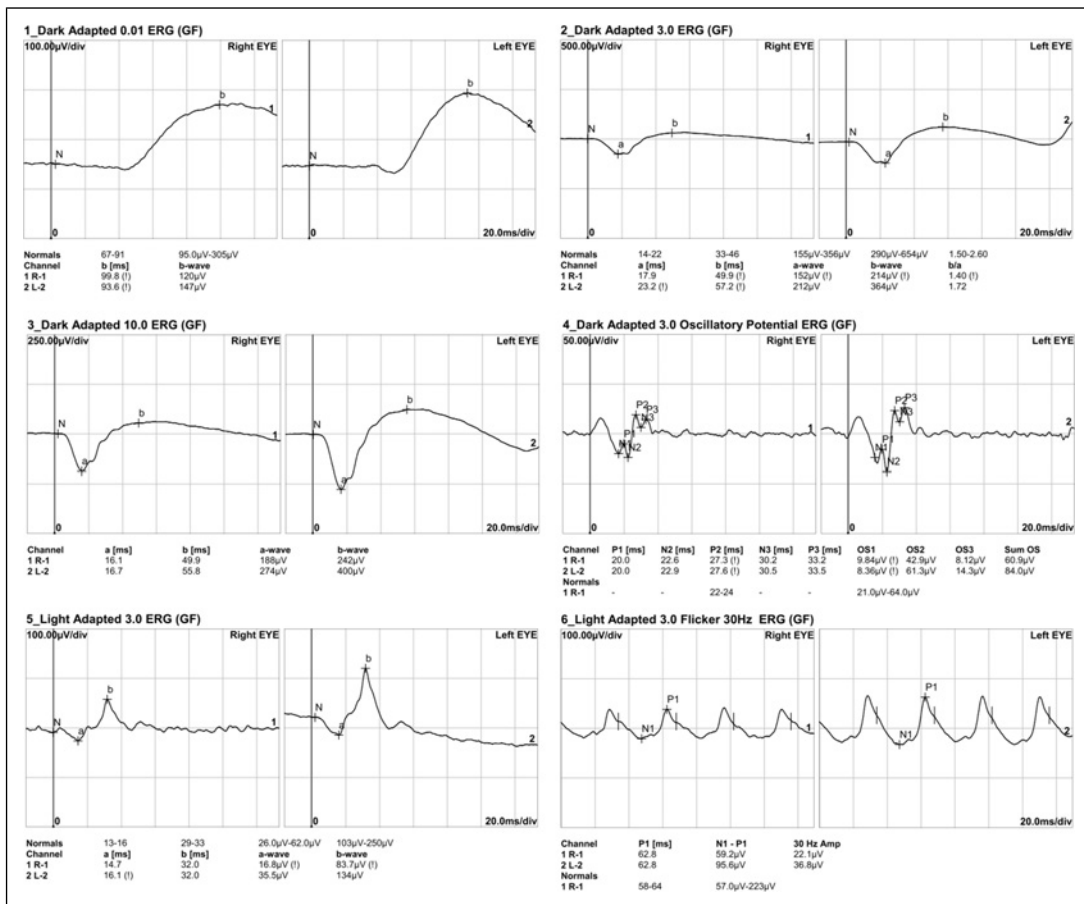 1_Dark Adapted 0.01 ERG (GF)
100.00µV/div Right EYE Left EYE
N b 1 N b 2
0 0 20.0ms/div
Normals 67-91 95.0µV-305µV
Channel b [ms] b-wave
1 R-1 99.8 (!) 120µV
2 L-2 93.6 (!) 147µV
2_Dark Adapted 3.0 ERG (GF)
500.00µV/div Right EYE Left EYE
N a b 1 N a b 2
0 0 20.0ms/div
Normals 14-22 33-46 155µV-356µV 290µV-654µV 1.50-2.60
Channel a [ms] b [ms] a-wave b-wave b/a
1 R-1 17.9 49.9 (!) 152µV (!) 214µV (!) 1.40 (!)
2 L-2 23.2 (!) 57.2 (!) 212µV 364µV 1.72
3_Dark Adapted 10.0 ERG (GF)
250.00µV/div Right EYE Left EYE
N a b 1 N a b 2
0 0 20.0ms/div
Channel a [ms] b [ms] a-wave b-wave
1 R-1 16.1 49.9 188µV 242µV
2 L-2 16.7 55.8 274µV 400µV
4_Dark Adapted 3.0 Oscillatory Potential ERG (GF)
50.00µV/div Right EYE Left EYE
N1 P1 N2 P2 N3 P3 1 N1 P1 N2 P2 N3 P3 2
0 0 20.0ms/div
Channel P1 [ms] N2 [ms] P2 [ms] N3 [ms] P3 [ms] OS1 OS2 OS3 Sum OS
1 R-1 20.0 22.6 27.3 (!) 30.2 33.2 9.84µV (!) 42.9µV 8.12µV 60.9µV
2 L-2 20.0 22.9 27.6 (!) 30.5 33.5 8.36µV (!) 61.3µV 14.3µV 84.0µV
Normals
1 R-1 - - 22-24 - - 21.0µV-64.0µV
5_Light Adapted 3.0 ERG (GF)
100.00µV/div Right EYE Left EYE
N a b 1 N a b 2
0 0 20.0ms/div
Normals 13-16 29-33 26.0µV-62.0µV 103µV-250µV
Channel a [ms] b [ms] a-wave b-wave
1 R-1 14.7 32.0 16.8µV (!) 83.7µV (!)
2 L-2 16.1 (!) 32.0 35.5µV 134µV
6_Light Adapted 3.0 Flicker 30Hz ERG (GF)
100.00µV/div Right EYE Left EYE
N1 P1 1 N1 P1 2
0 0 20.0ms/div
Channel P1 [ms] N1 - P1 30 Hz Amp
1 R-1 62.8 59.2µV 22.1µV
2 L-2 62.8 95.6µV 36.8µV
Normals
1 R-1 58-64 57.0µV-223µV